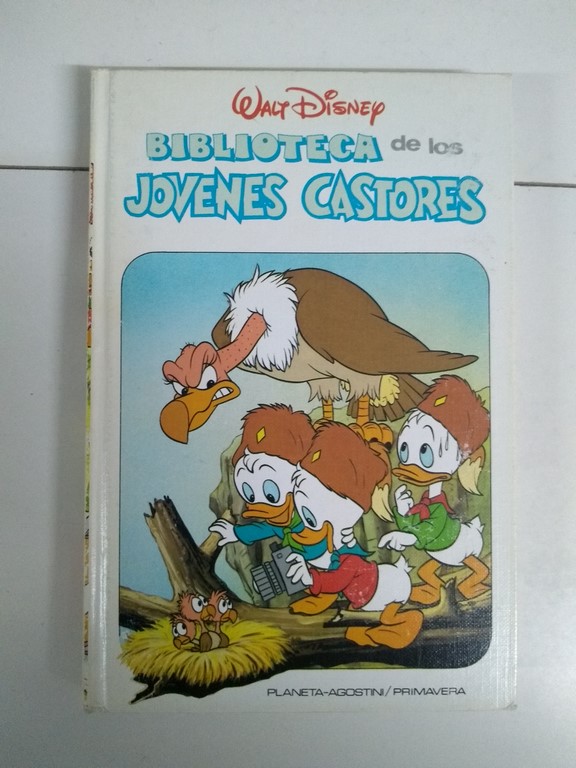 WALT DISNEY
BIBLIOTECA de los
JOVENES CASTORES
PLANETA-AGOSTINI/PRIMAVERA